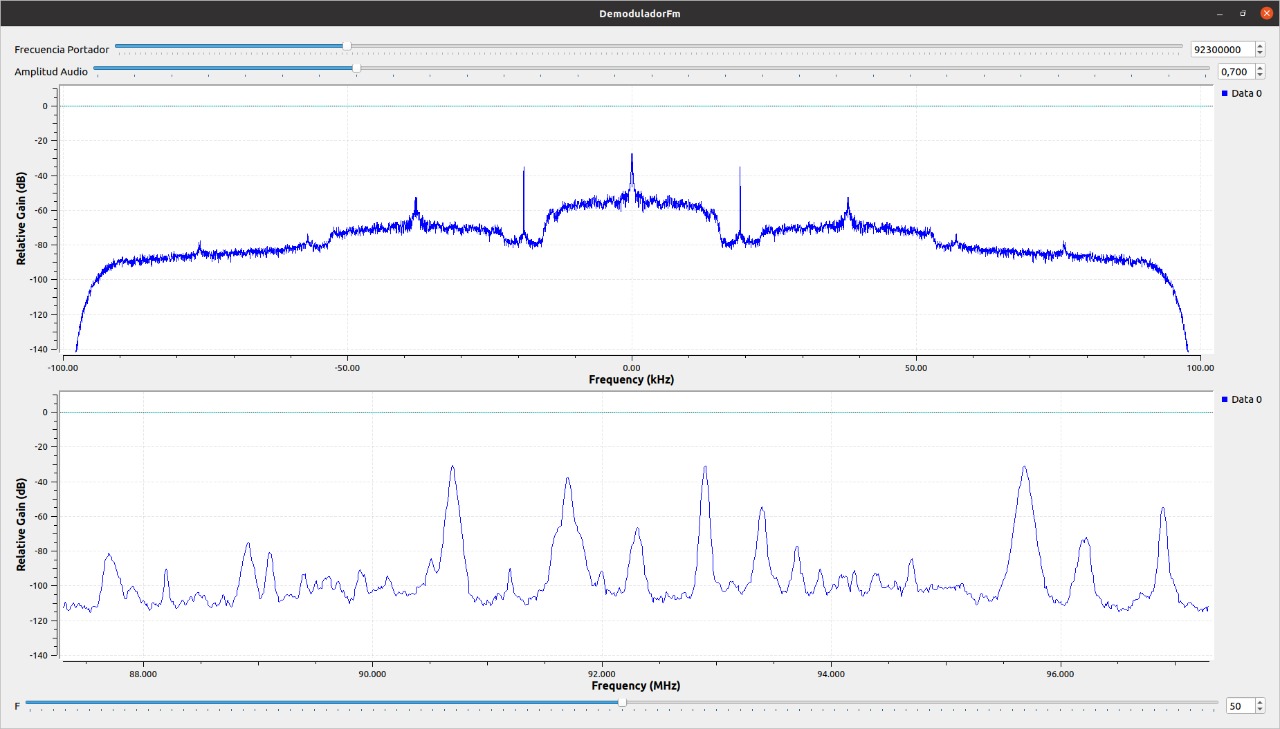 DemoduladorFm
Frecuencia Portador 92300000
Amplitud Audio 0,700
Data 0
0
-20
-40
-60
-80
-100
-120
-140
Relative Gain (dB)
-100.00 -50.00 0.00 50.00 100.00
Frequency (kHz)
Data 0
0
-20
-40
-60
-80
-100
-120
-140
Relative Gain (dB)
88.000 90.000 92.000 94.000 96.000
Frequency (MHz)
F 50